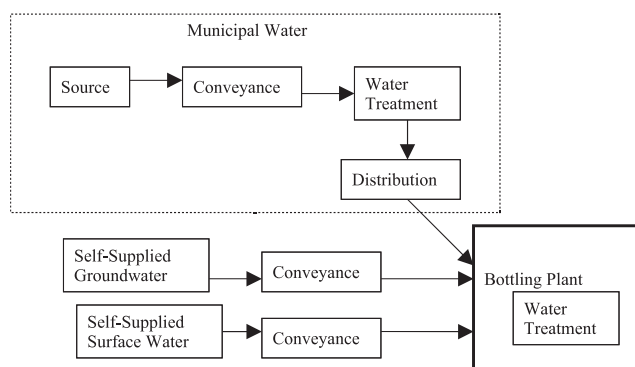 Municipal Water
Source
Conveyance
Water
Treatment
Distribution
Self-Supplied
Groundwater
Conveyance
Self-Supplied
Surface Water
Conveyance
Bottling Plant
Water
Treatment